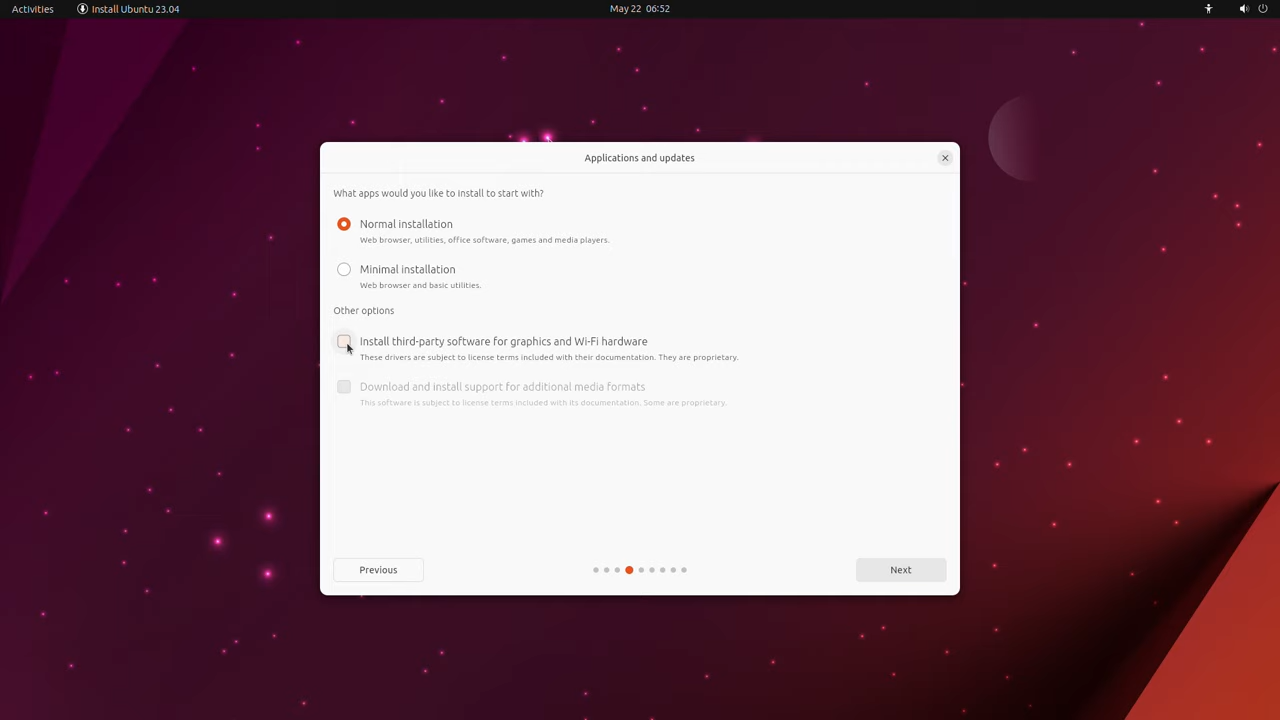 Activities
Install Ubuntu 23.04
May 22 06:52
Applications and updates
What apps would you like to install to start with?
Normal installation
Web browser, utilities, office software, games and media players.
Minimal installation
Web browser and basic utilities.
Other options
Install third-party software for graphics and Wi-Fi hardware
These drivers are subject to license terms included with their documentation. They are proprietary.
Download and install support for additional media formats
This software is subject to license terms included with its documentation. Some are proprietary.
Previous
Next